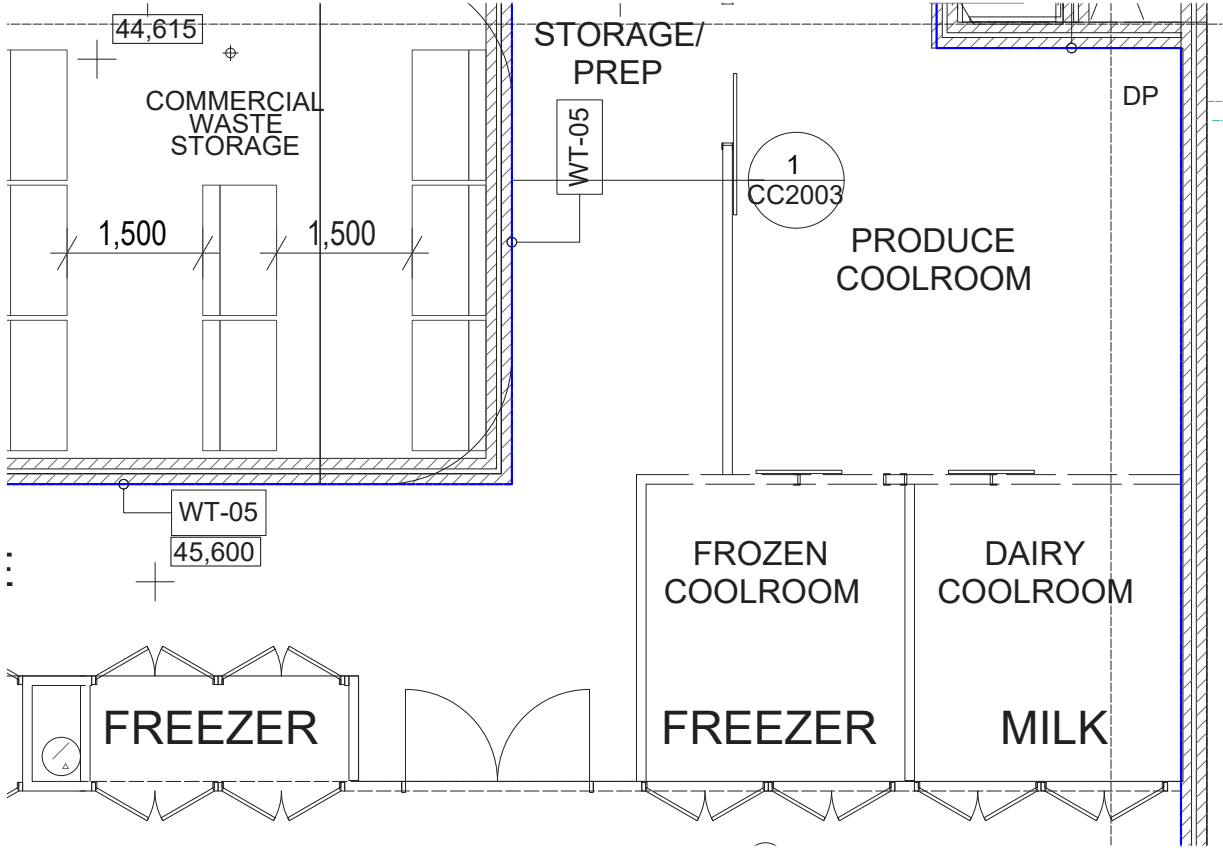 44,615
STORAGE/
PREP
COMMERCIAL
WASTE
STORAGE
WT-05
DP
1
CC2003
1,500
1,500
PRODUCE
COOLROOM
WT-05
45,600
FROZEN
COOLROOM
DAIRY
COOLROOM
FREEZER
FREEZER
MILK